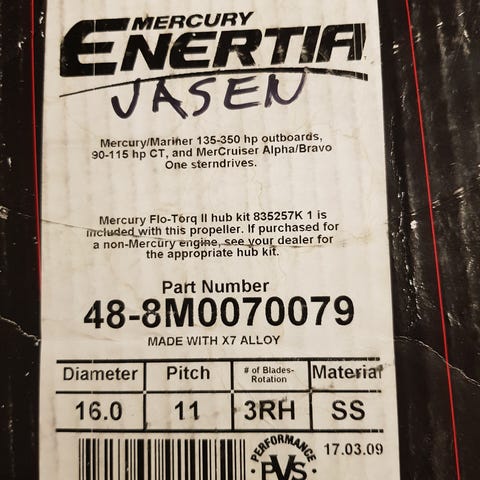 MERCURY
ENERTIA
JASEN
Mercury/Mariner 135-350 hp outboards,
90-115 hp CT, and MerCruiser Alpha/Bravo
One sterndrives.
Mercury Flo-Torq II hub kit 835257K 1 is
included with this propeller. If purchased for
a non-Mercury engine, see your dealer for
the appropriate hub kit.
Part Number
48-8M0070079
MADE WITH X7 ALLOY
Diameter Pitch # of Blades-Rotation Material
16.0 11 3RH SS
PERFORMANCE
PVS
17.03.09